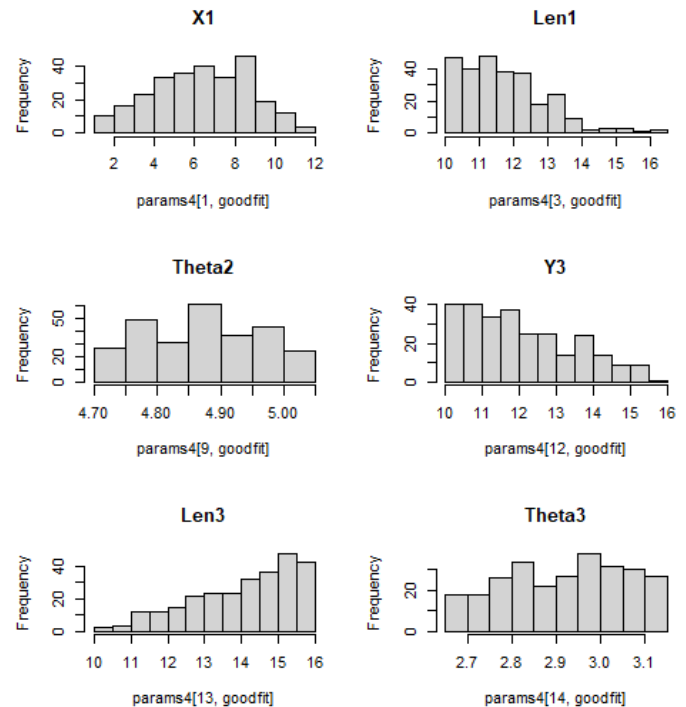 X1
Frequency
0 20 40
2 4 6 8 10 12
params4[1, goodfit]
Len1
Frequency
0 20 40
10 11 12 13 14 15 16
params4[3, goodfit]
Theta2
Frequency
0 20 50
4.70 4.80 4.90 5.00
params4[9, goodfit]
Y3
Frequency
0 20 40
10 11 12 13 14 15 16
params4[12, goodfit]
Len3
Frequency
0 20 40
10 11 12 13 14 15 16
params4[13, goodfit]
Theta3
Frequency
0 20
2.7 2.8 2.9 3.0 3.1
params4[14, goodfit]